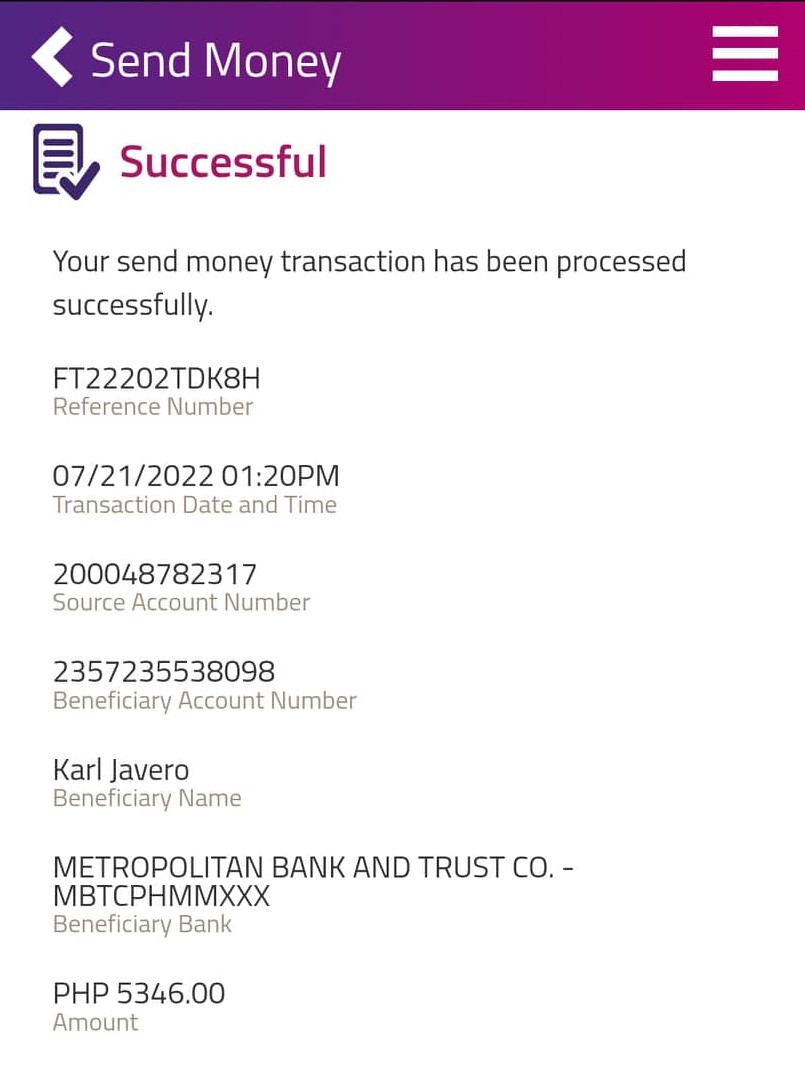 Send Money
Successful
Your send money transaction has been processed
successfully.
FT22202TDK8H
Reference Number
07/21/2022 01:20PM
Transaction Date and Time
200048782317
Source Account Number
2357235538098
Beneficiary Account Number
Karl Javero
Beneficiary Name
METROPOLITAN BANK AND TRUST CO. -
MBTCPHMMXXX
Beneficiary Bank
PHP 5346.00
Amount